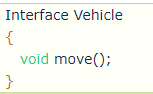 Interface Vehicle
{
void move();
}